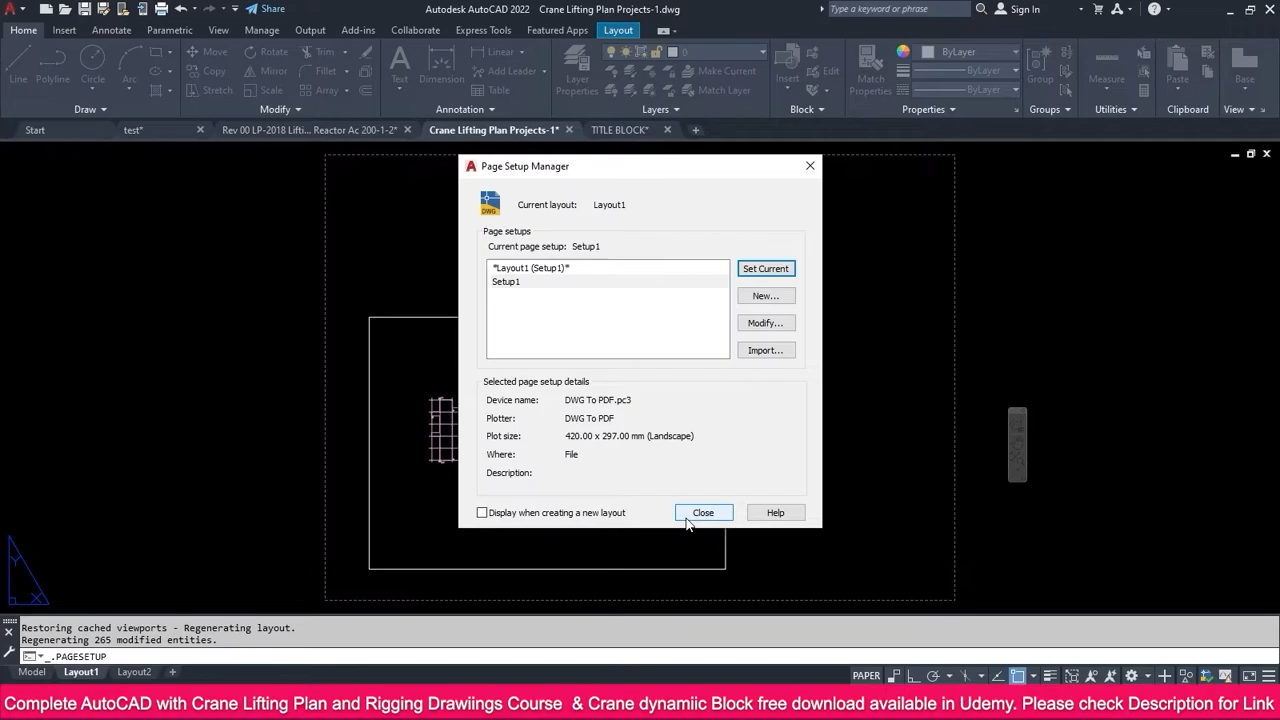 Share
Autodesk AutoCAD 2022 Crane Lifting Plan Projects-1.dwg
Type a keyword or phrase
Sign In
Home Insert Annotate Parametric View Manage Output Add-ins Collaborate Express Tools Featured Apps Layout
Line Polyline Circle Arc
Move Rotate Trim
Copy Mirror Fillet
Stretch Scale Array
Text Dimension
Linear
Add Leader
Table
Layer Properties
0
Make Current
Match Layer
Insert
Edit
Match Properties
ByLayer
ByLayer
ByLayer
Group
Measure
Paste
Base
Draw Modify Annotation Layers Block Properties Groups Utilities Clipboard View
Start test* Rev 00 LP-2018 Lifti... Reactor Ac 200-1-2* Crane Lifting Plan Projects-1* TITLE BLOCK*
Page Setup Manager
DWG
Current layout: Layout1
Page setups
Current page setup: Setup1
*Layout1 (Setup1)*
Setup1
Set Current
New...
Modify...
Import...
Selected page setup details
Device name: DWG To PDF.pc3
Plotter: DWG To PDF
Plot size: 420.00 x 297.00 mm (Landscape)
Where: File
Description:
Display when creating a new layout
Close
Help
Y
X
Restoring cached viewports - Regenerating layout.
Regenerating 265 modified entities.
_.PAGESETUP
Model Layout1 Layout2 +
PAPER
Complete AutoCAD with Crane Lifting Plan and Rigging Drawiings Course & Crane dynamiic Block free download available in Udemy. Please check Description for Link